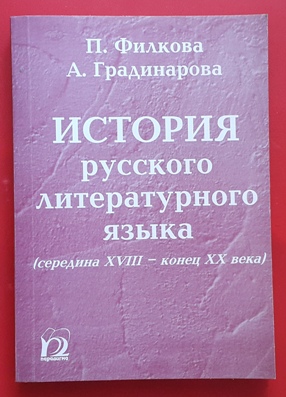 П. Филкова
А. Градинарова
ИСТОРИЯ
русского
литературного
языка
(середина XVIII – конец XX века)